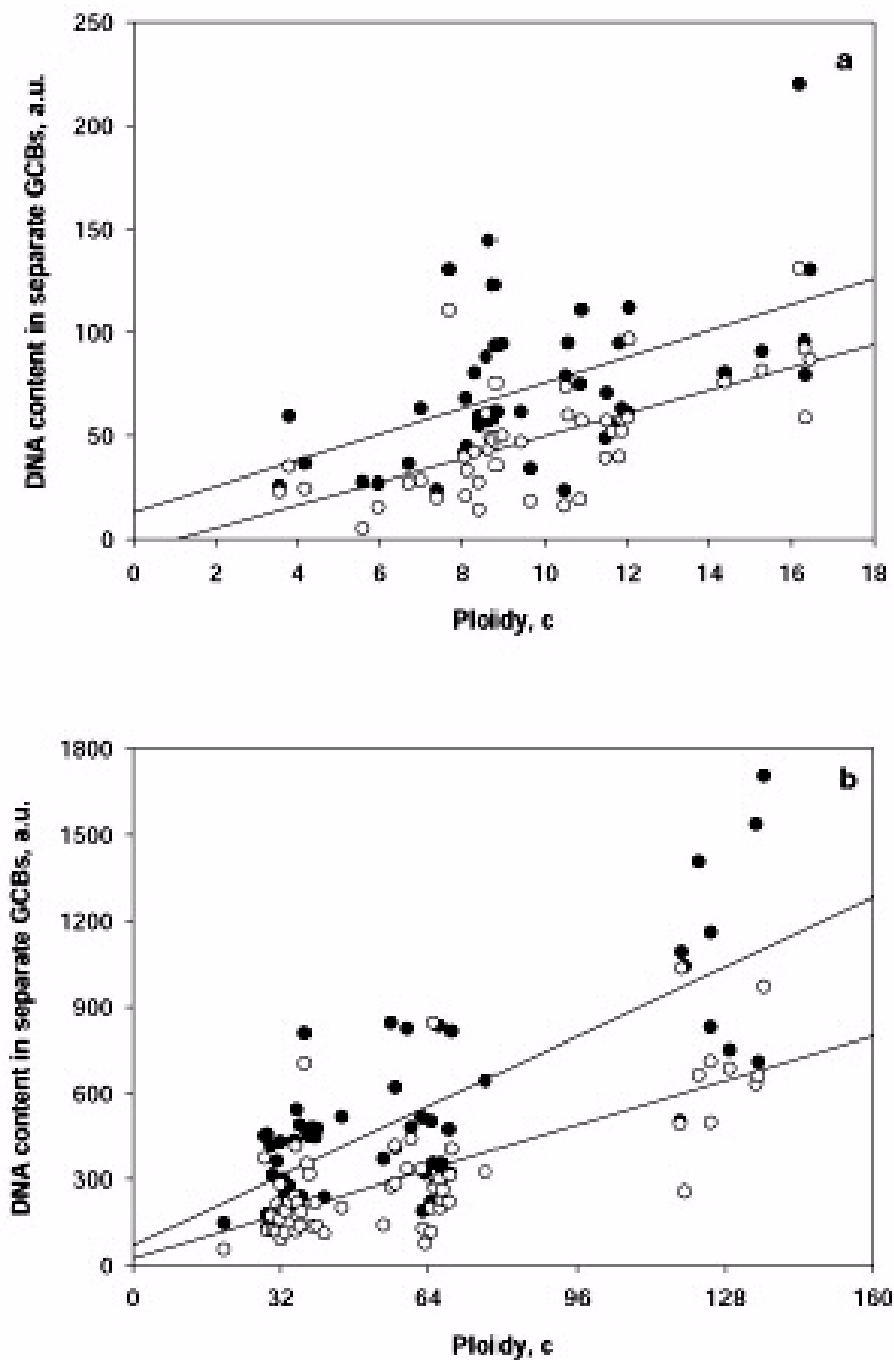 250
a
200
150
100
50
0
DNA content in separate GCBs, a.u.
0 2 4 6 8 10 12 14 16 18
Ploidy, c
1800
b
1500
1200
900
600
300
0
DNA content in separate GCBs, a.u.
0 32 64 96 128 160
Ploidy, c